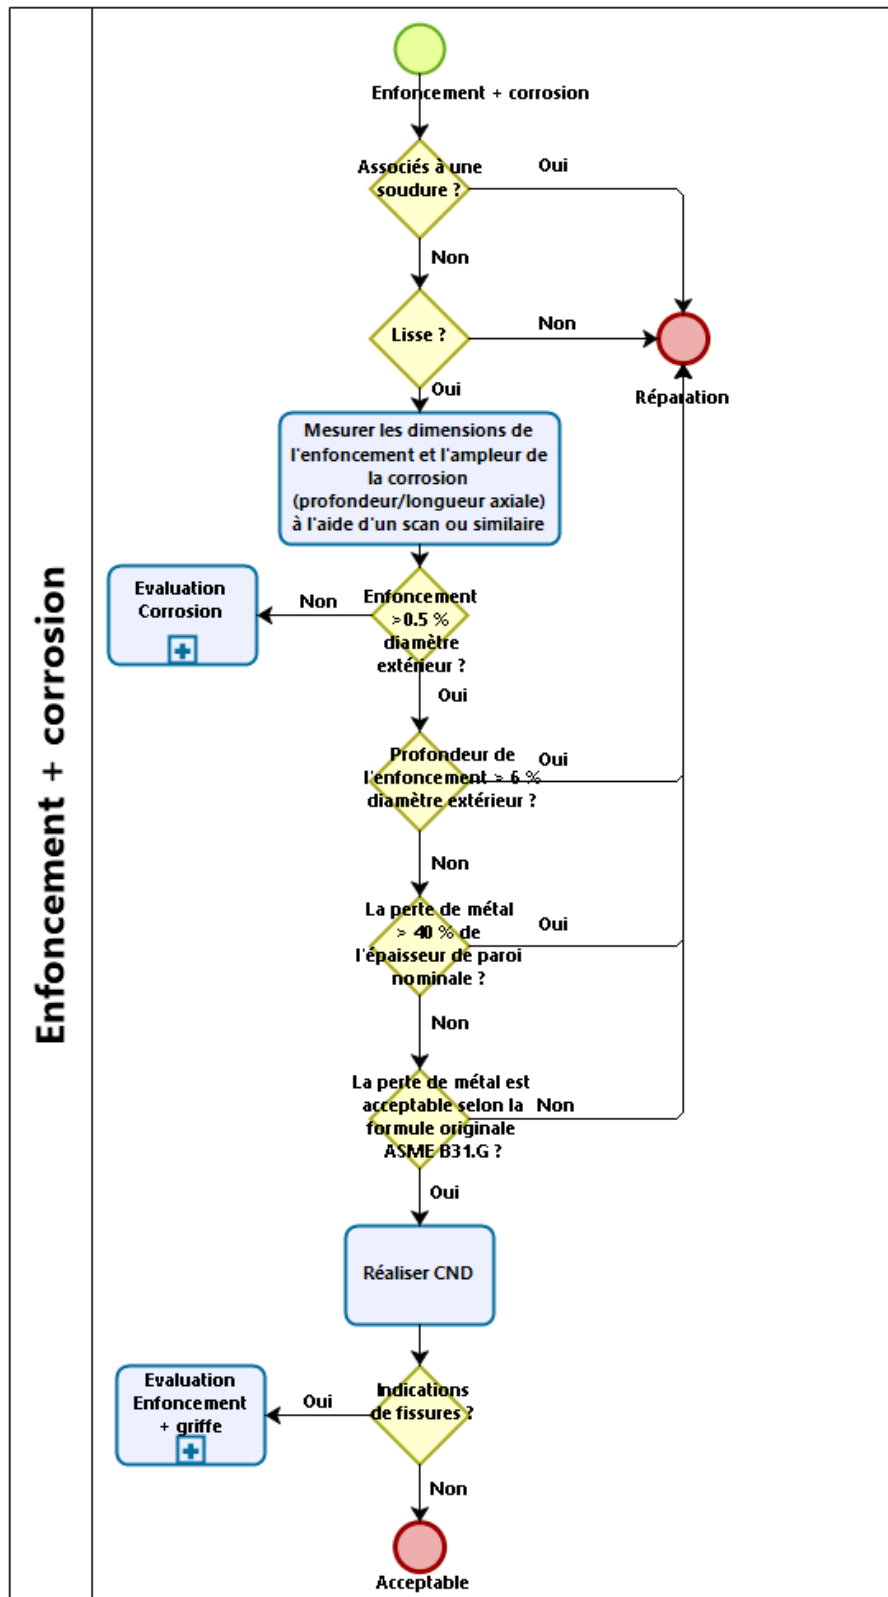 Enfoncement + corrosion
Enfoncement + corrosion
Associés à une
soudure ?
Oui
Non
Lisse ?
Non
Réparation
Oui
Mesurer les dimensions de
l'enfoncement et l'ampleur de
la corrosion
(profondeur/longueur axiale)
à l'aide d'un scan ou similaire
Enfoncement
>0.5 %
diamètre
extérieur ?
Non
Evaluation
Corrosion
Oui
Profondeur de
l'enfoncement > 6 %
diamètre extérieur ?
Oui
Non
La perte de métal
> 40 % de
l'épaisseur de paroi
nominale ?
Oui
Non
La perte de métal est
acceptable selon la
formule originale
ASME B31.G ?
Non
Oui
Réaliser CND
Indications
de fissures ?
Oui
Evaluation
Enfoncement
+ griffe
Non
Acceptable